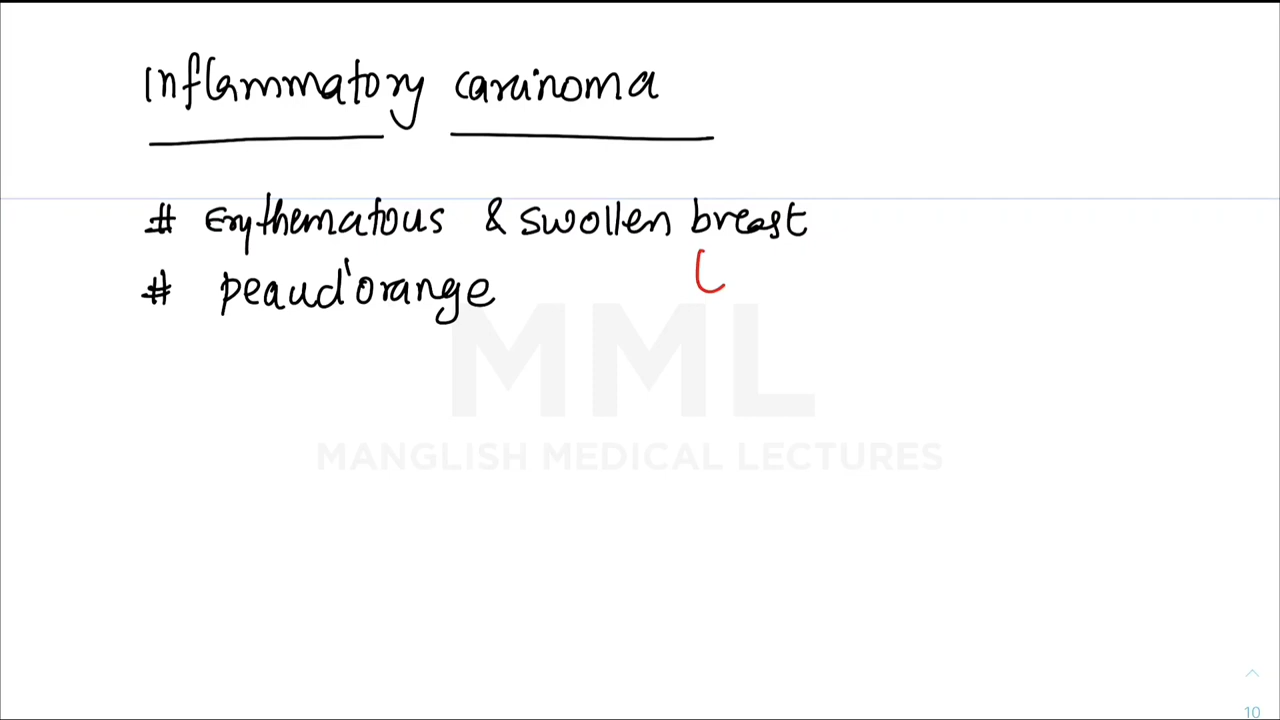 Inflammatory carcinoma
# Erythematous & swollen breast
# peaud'orange
MML
MANGLISH MEDICAL LECTURES
10